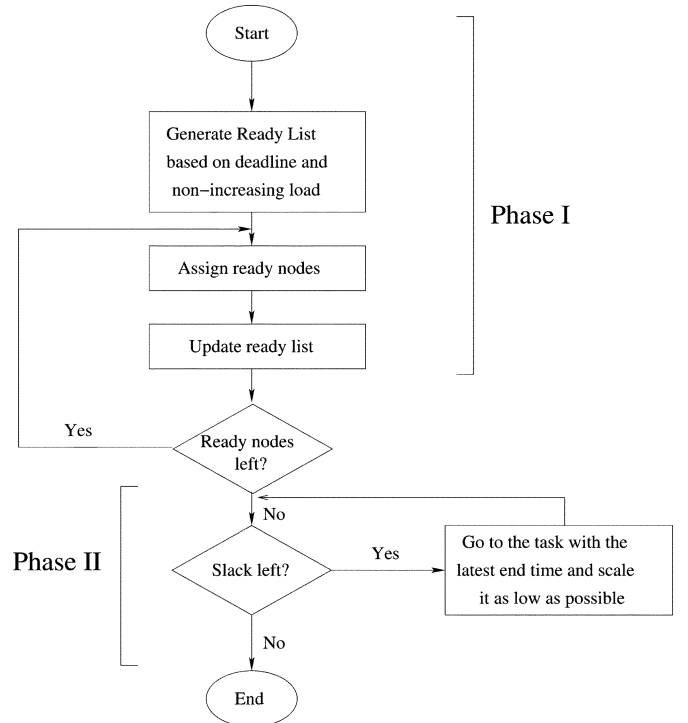 Start
Generate Ready List
based on deadline and
non−increasing load
Phase I
Assign ready nodes
Update ready list
Yes
Ready nodes
left?
No
Phase II
Slack left?
Yes
Go to the task with the
latest end time and scale
it as low as possible
No
End